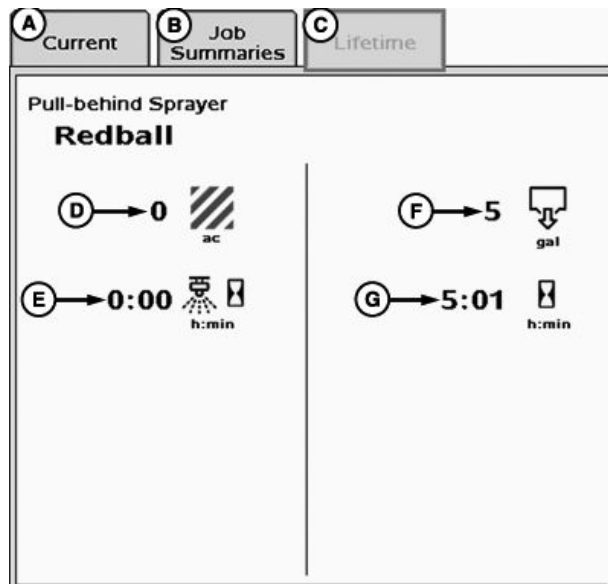 A
Current
B
Job
Summaries
C
Lifetime
Pull-behind Sprayer
Redball
D 0
ac
E 0:00
h:min
F 5
gal
G 5:01
h:min